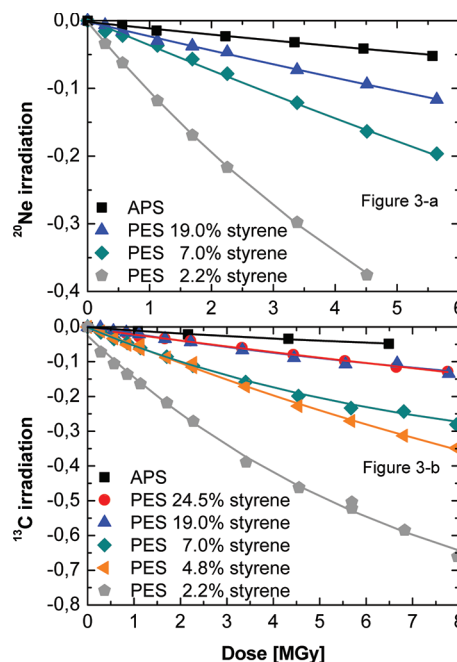 0,0
-0,1
-0,2
-0,3
-0,4
20Ne irradiation
Figure 3-a
APS
PES 19.0% styrene
PES 7.0% styrene
PES 2.2% styrene
0 1 2 3 4 5 6
0,0
-0,1
-0,2
-0,3
-0,4
-0,5
-0,6
-0,7
-0,8
13C irradiation
Figure 3-b
APS
PES 24.5% styrene
PES 19.0% styrene
PES 7.0% styrene
PES 4.8% styrene
PES 2.2% styrene
0 1 2 3 4 5 6 7 8
Dose [MGy]